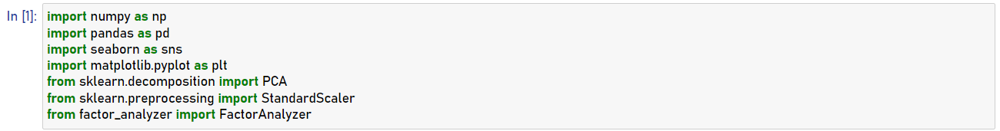 In [1]: import numpy as np
import pandas as pd
import seaborn as sns
import matplotlib.pyplot as plt
from sklearn.decomposition import PCA
from sklearn.preprocessing import StandardScaler
from factor_analyzer import FactorAnalyzer